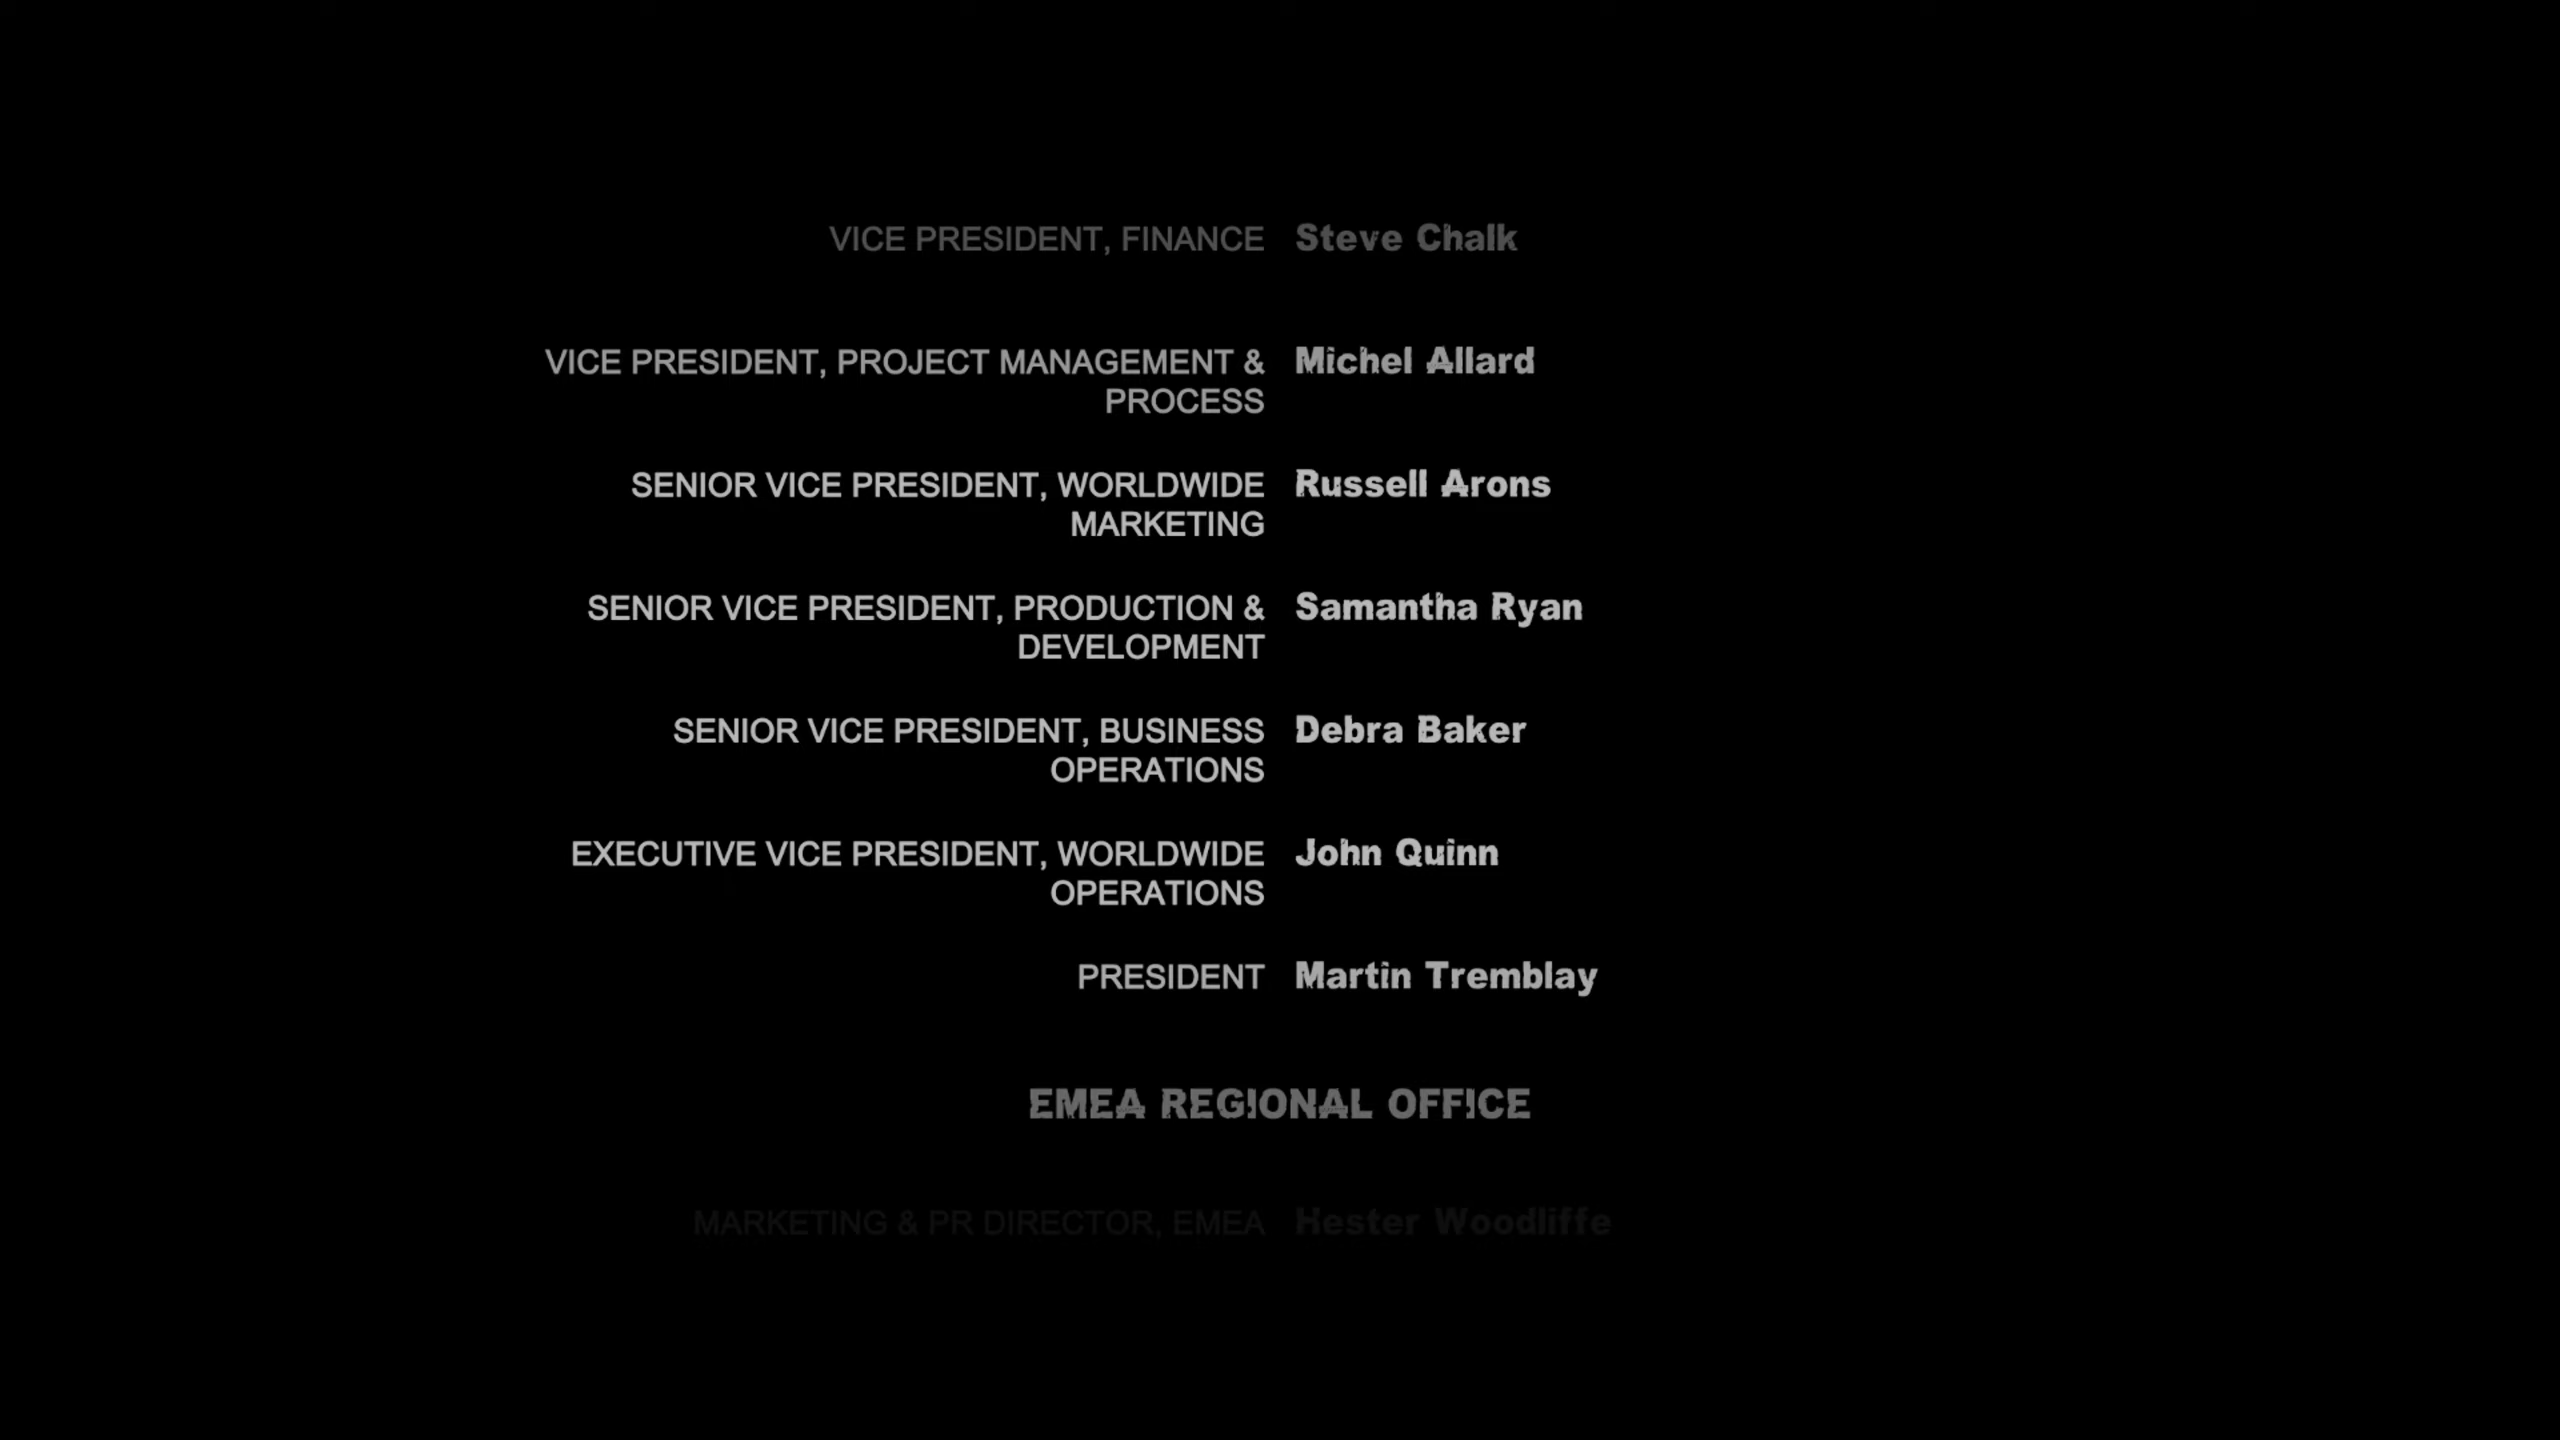 VICE PRESIDENT, FINANCE Steve Chalk
VICE PRESIDENT, PROJECT MANAGEMENT & Michel Allard
PROCESS
SENIOR VICE PRESIDENT, WORLDWIDE Russell Arons
MARKETING
SENIOR VICE PRESIDENT, PRODUCTION & Samantha Ryan
DEVELOPMENT
SENIOR VICE PRESIDENT, BUSINESS Debra Baker
OPERATIONS
EXECUTIVE VICE PRESIDENT, WORLDWIDE John Quinn
OPERATIONS
PRESIDENT Martin Tremblay
EMEA REGIONAL OFFICE
MARKETING & PR DIRECTOR, EMEA Hester Woodliffe